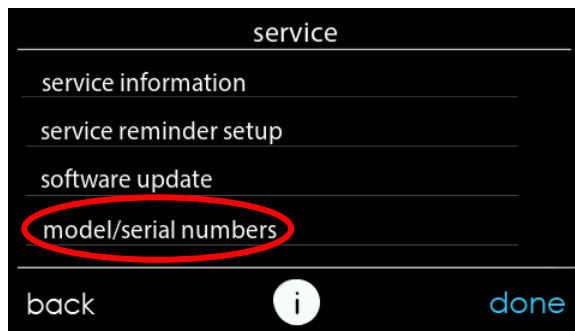 service
service information
service reminder setup
software update
model/serial numbers
back i done